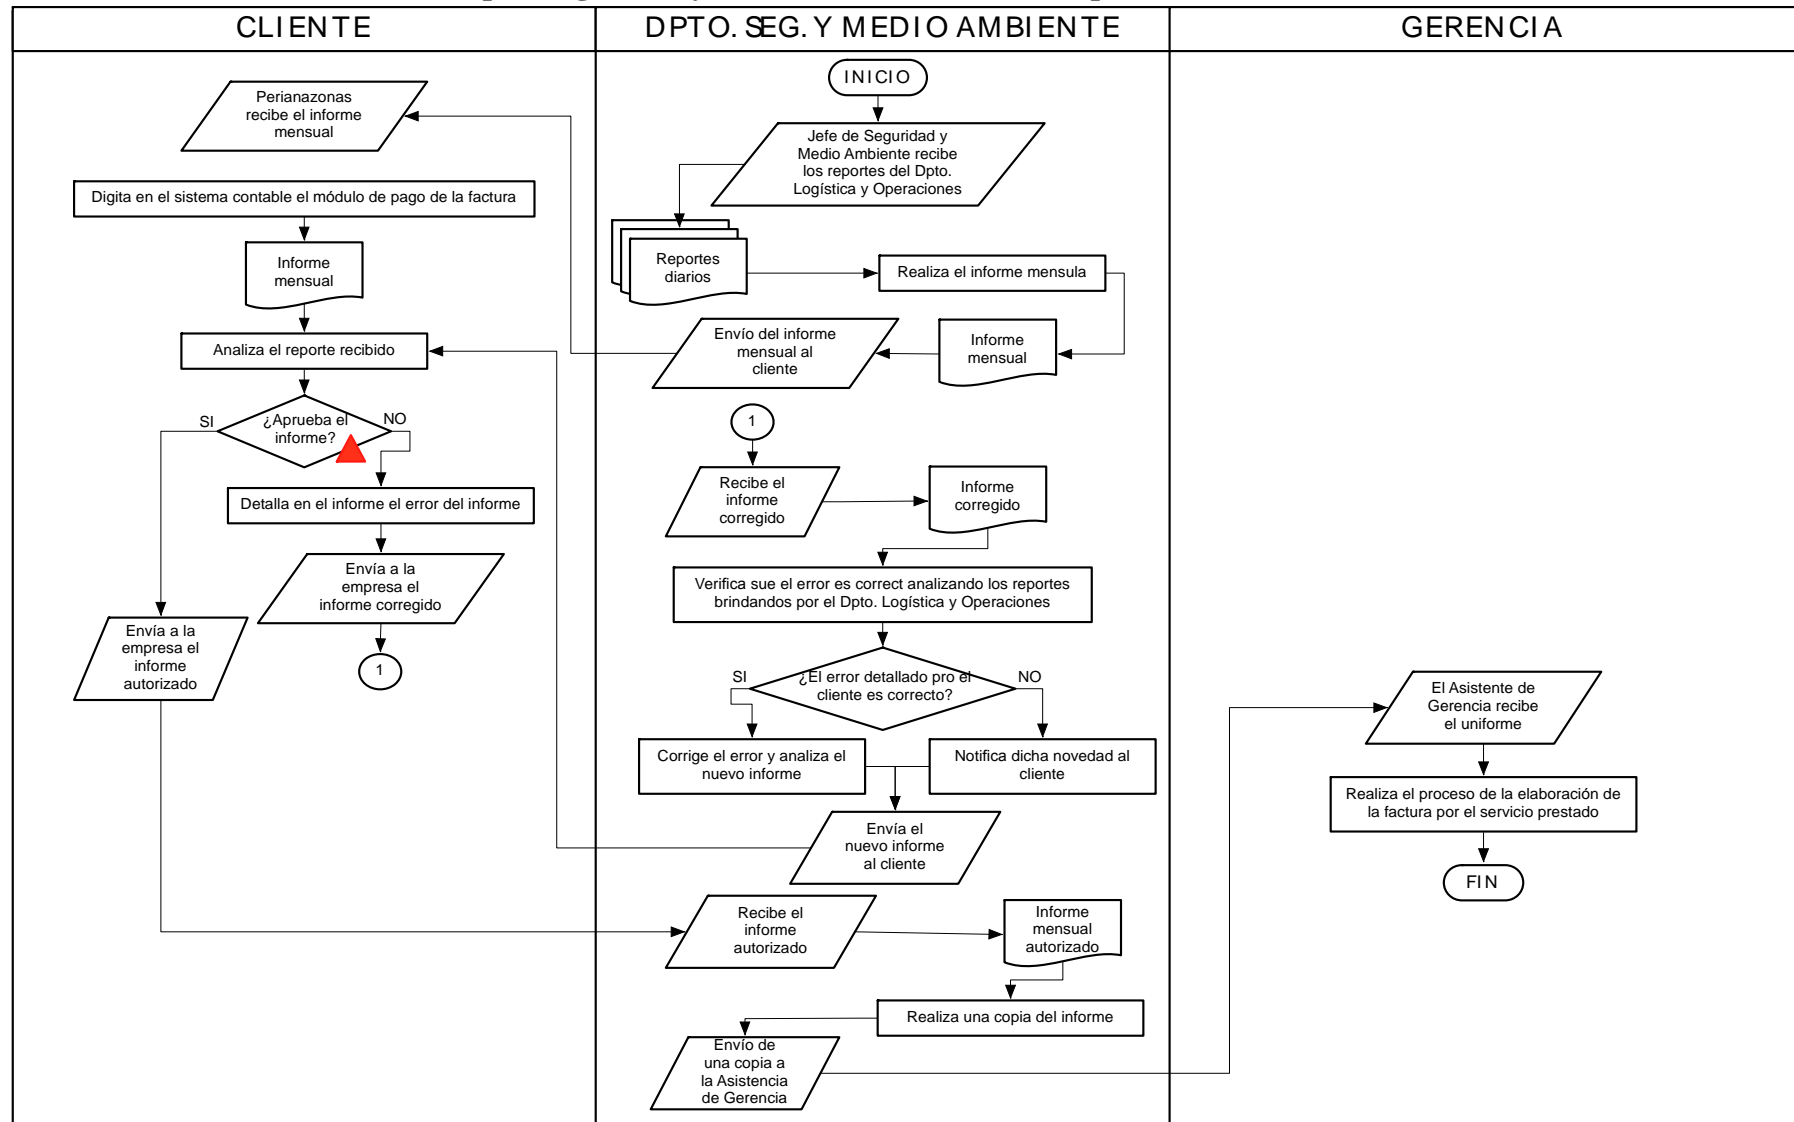 CLIENTE
DPTO. SEG. Y MEDIO AMBIENTE
GERENCIA
INICIO
Perianazonas
recibe el informe
mensual
Jefe de Seguridad y
Medio Ambiente recibe
los reportes del Dpto.
Logística y Operaciones
Digita en el sistema contable el módulo de pago de la factura
Informe
mensual
Reportes
diarios
Realiza el informe mensula
Analiza el reporte recibido
Envío del informe
mensual al
cliente
Informe
mensual
SI
¿Aprueba el
informe?
NO
1
Detalla en el informe el error del informe
Recibe el
informe
corregido
Informe
corregido
Envía a la
empresa el
informe corregido
Verifica sue el error es correct analizando los reportes
brindandos por el Dpto. Logística y Operaciones
Envía a la
empresa el
informe
autorizado
1
SI
¿El error detallado pro el
cliente es correcto?
NO
El Asistente de
Gerencia recibe
el uniforme
Corrige el error y analiza el
nuevo informe
Notifica dicha novedad al
cliente
Realiza el proceso de la elaboración de
la factura por el servicio prestado
Envía el
nuevo informe
al cliente
FIN
Recibe el
informe
autorizado
Informe
mensual
autorizado
Realiza una copia del informe
Envío de
una copia a
la Asistencia
de Gerencia